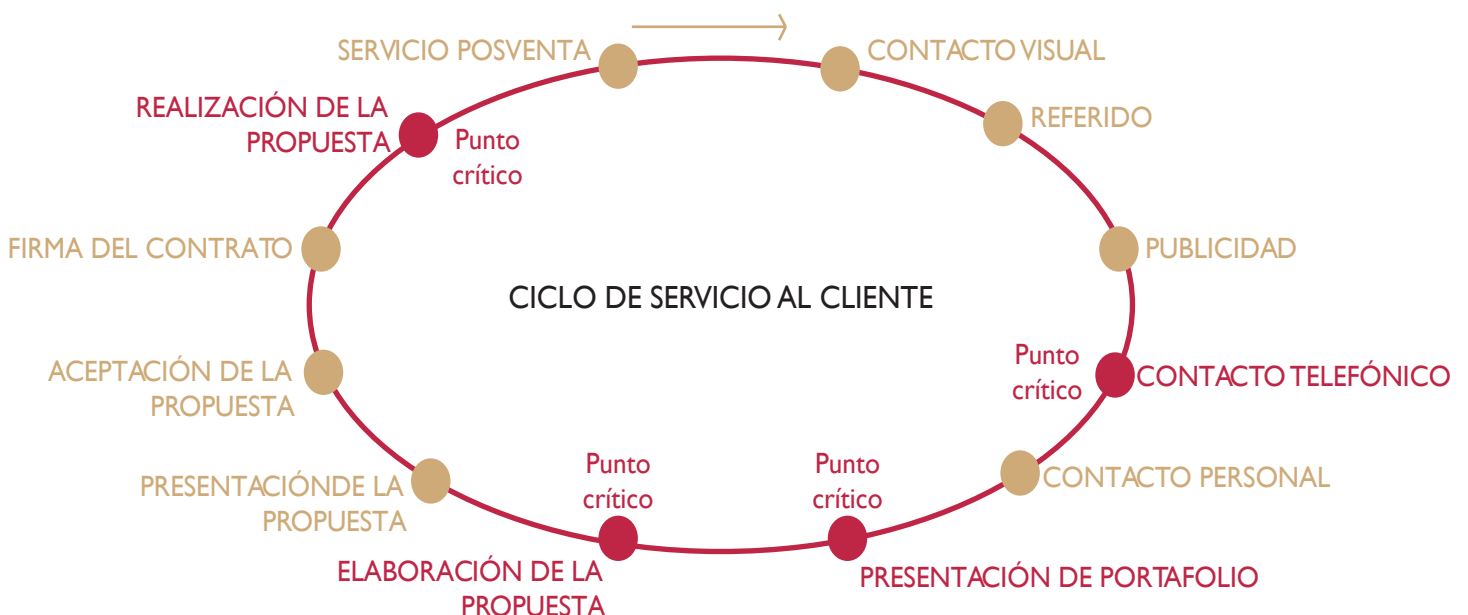 SERVICIO POSVENTA
CONTACTO VISUAL
REALIZACIÓN DE LA
PROPUESTA
Punto
crítico
REFERIDO
FIRMA DEL CONTRATO
PUBLICIDAD
CICLO DE SERVICIO AL CLIENTE
ACEPTACIÓN DE LA
PROPUESTA
Punto
crítico
CONTACTO TELEFÓNICO
PRESENTACIÓNDE LA
PROPUESTA
Punto
crítico
Punto
crítico
CONTACTO PERSONAL
ELABORACIÓN DE LA
PROPUESTA
PRESENTACIÓN DE PORTAFOLIO